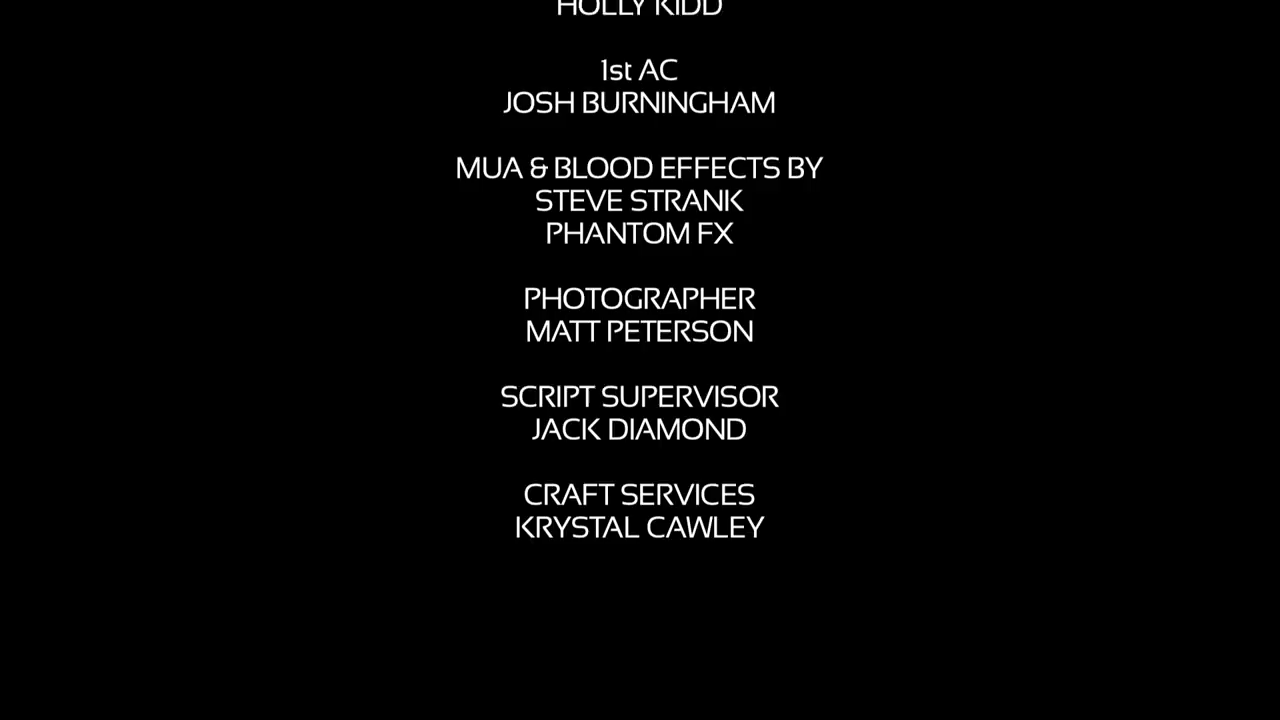 HOLLY KIDD
1st AC
JOSH BURNINGHAM
MUA & BLOOD EFFECTS BY
STEVE STRANK
PHANTOM FX
PHOTOGRAPHER
MATT PETERSON
SCRIPT SUPERVISOR
JACK DIAMOND
CRAFT SERVICES
KRYSTAL CAWLEY